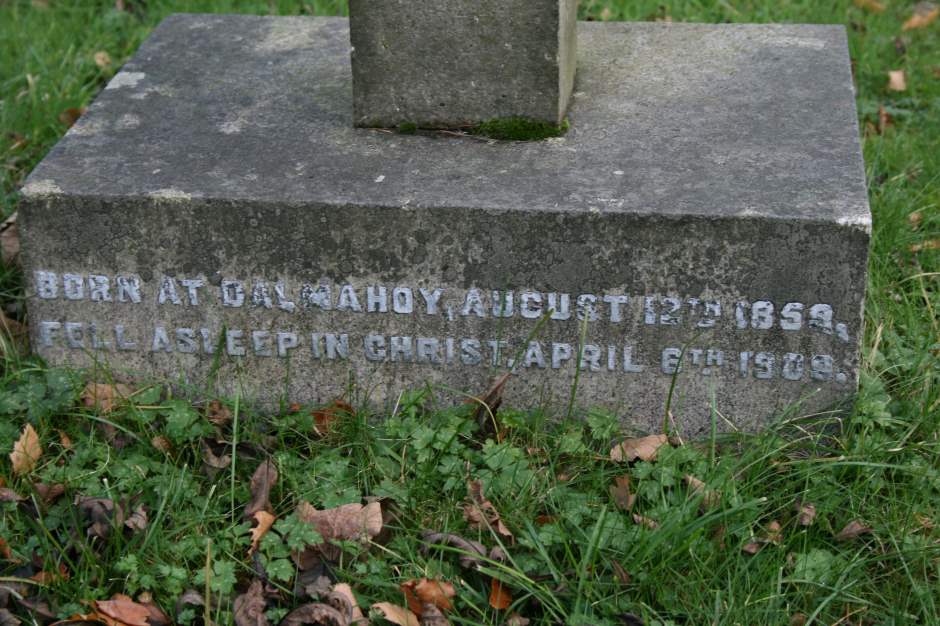 BORN AT DALMAHOY, AUGUST 12TH 1859,
FELL ASLEEP IN CHRIST APRIL 6TH 1909.